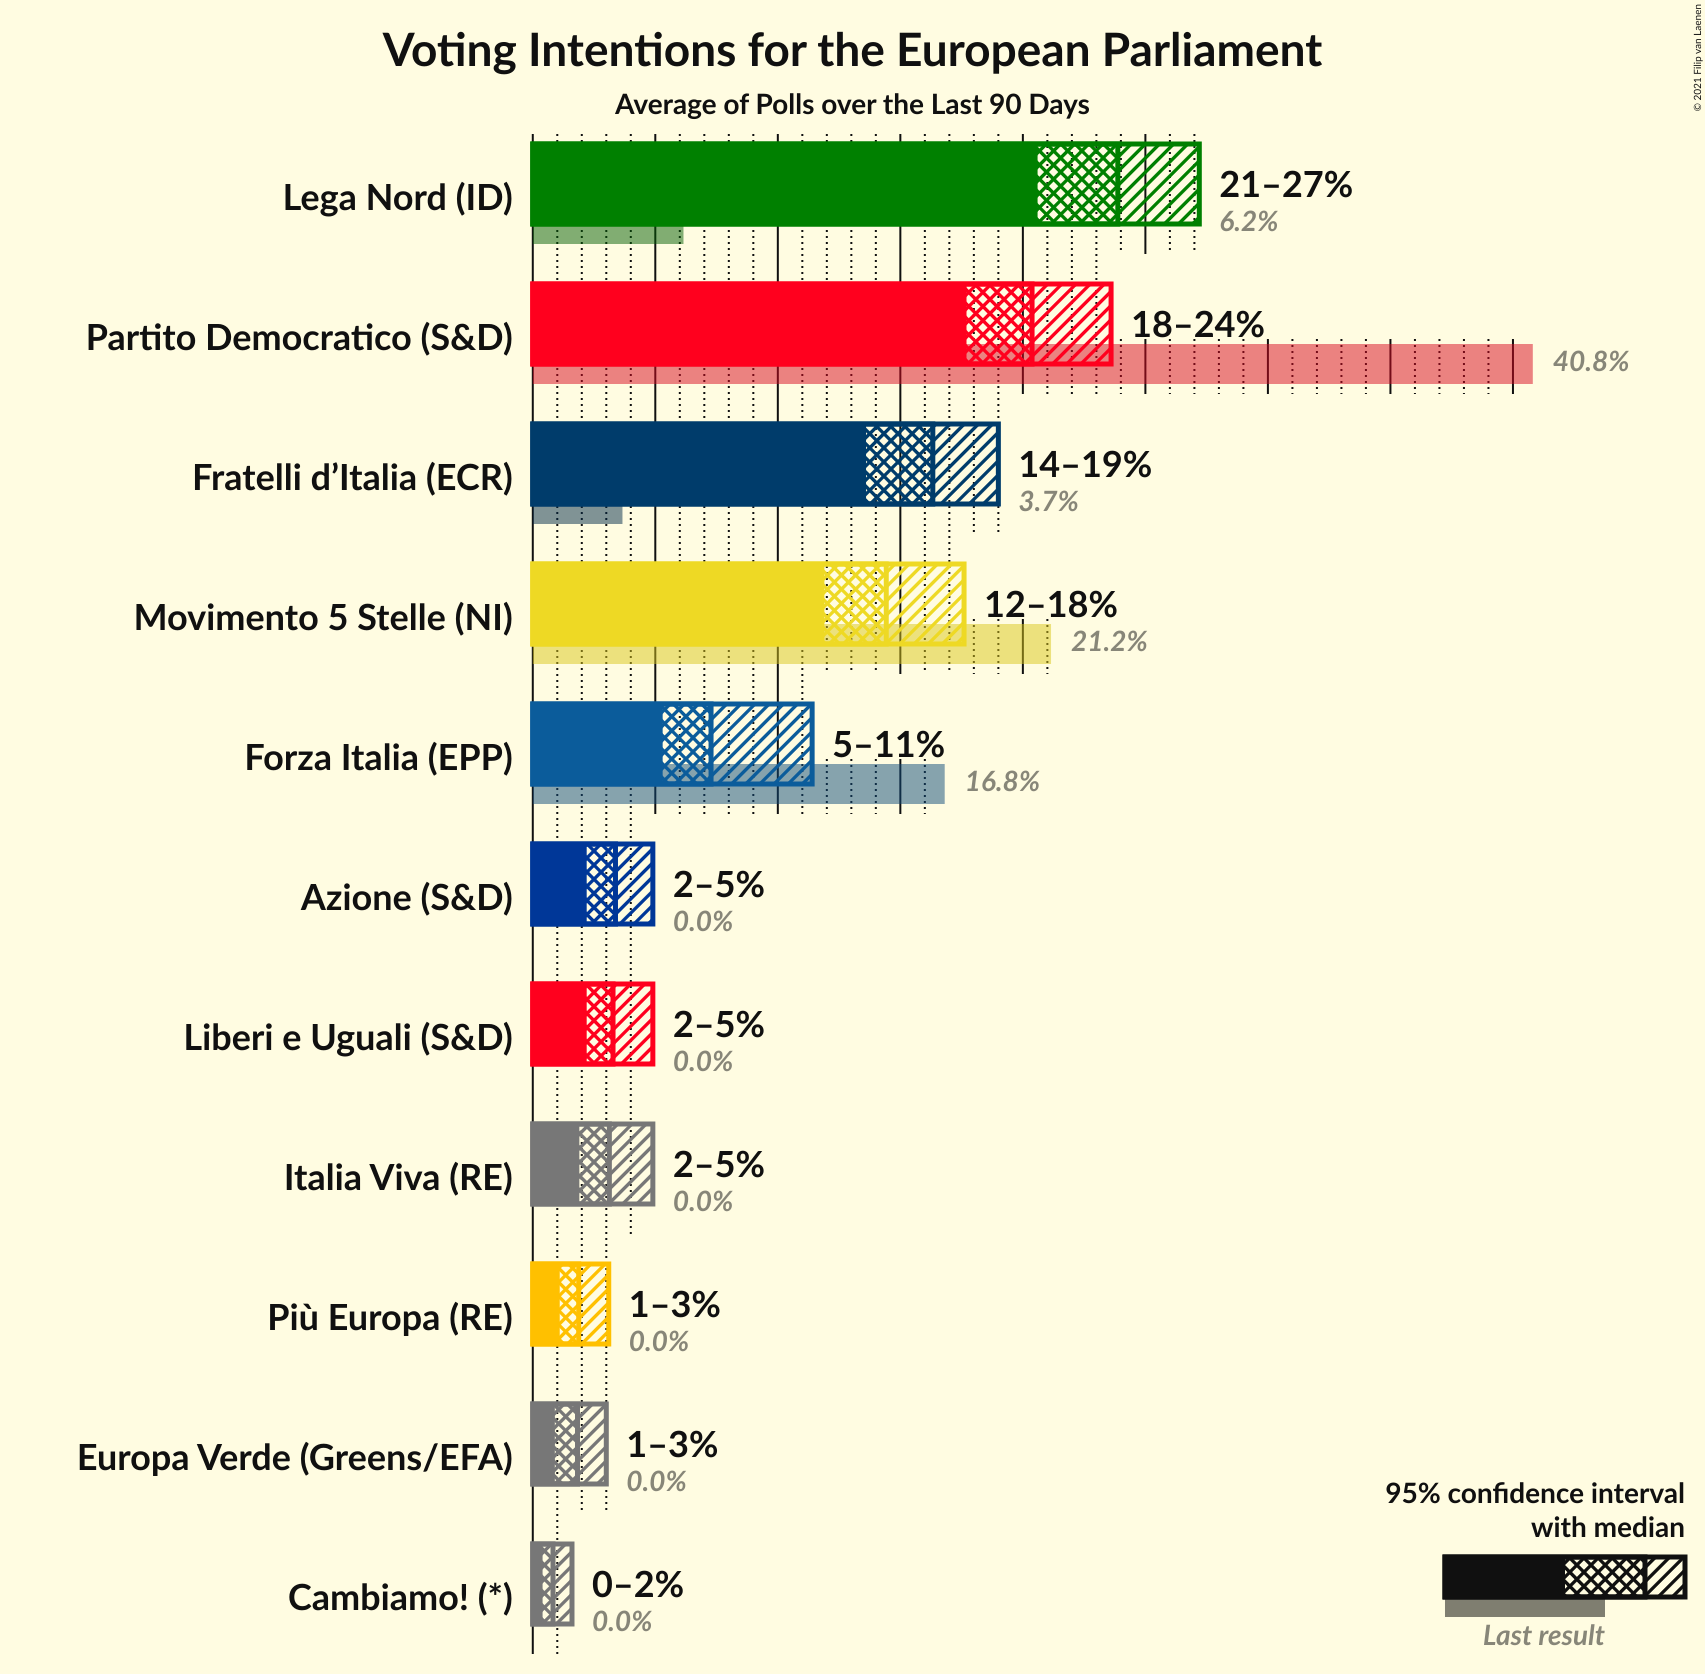 Voting Intentions for the European Parliament
Average of Polls over the Last 90 Days
© 2021 Filip van Laenen
Lega Nord (ID)
21–27%
6.2%
Partito Democratico (S&D)
18–24%
40.8%
Fratelli d’Italia (ECR)
14–19%
3.7%
Movimento 5 Stelle (NI)
12–18%
21.2%
Forza Italia (EPP)
5–11%
16.8%
Azione (S&D)
2–5%
0.0%
Liberi e Uguali (S&D)
2–5%
0.0%
Italia Viva (RE)
2–5%
0.0%
Più Europa (RE)
1–3%
0.0%
Europa Verde (Greens/EFA)
1–3%
0.0%
Cambiamo! (*)
0–2%
0.0%
95% confidence interval
with median
Last result